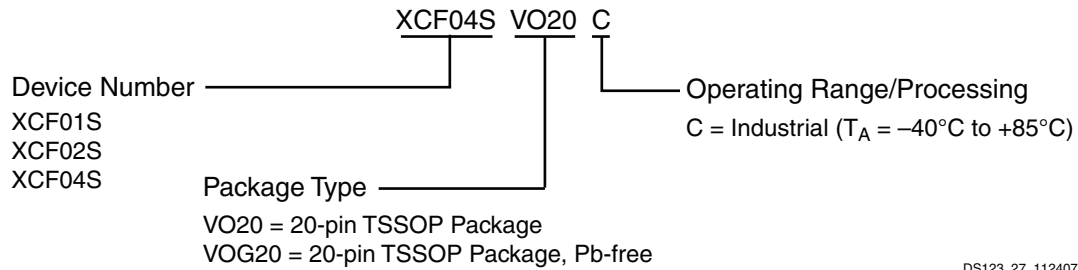 XCF04S VO20 C
Device Number
XCF01S
XCF02S
XCF04S
Package Type
VO20 = 20-pin TSSOP Package
VOG20 = 20-pin TSSOP Package, Pb-free
Operating Range/Processing
C = Industrial (TA = –40°C to +85°C)
DS123_27_112407